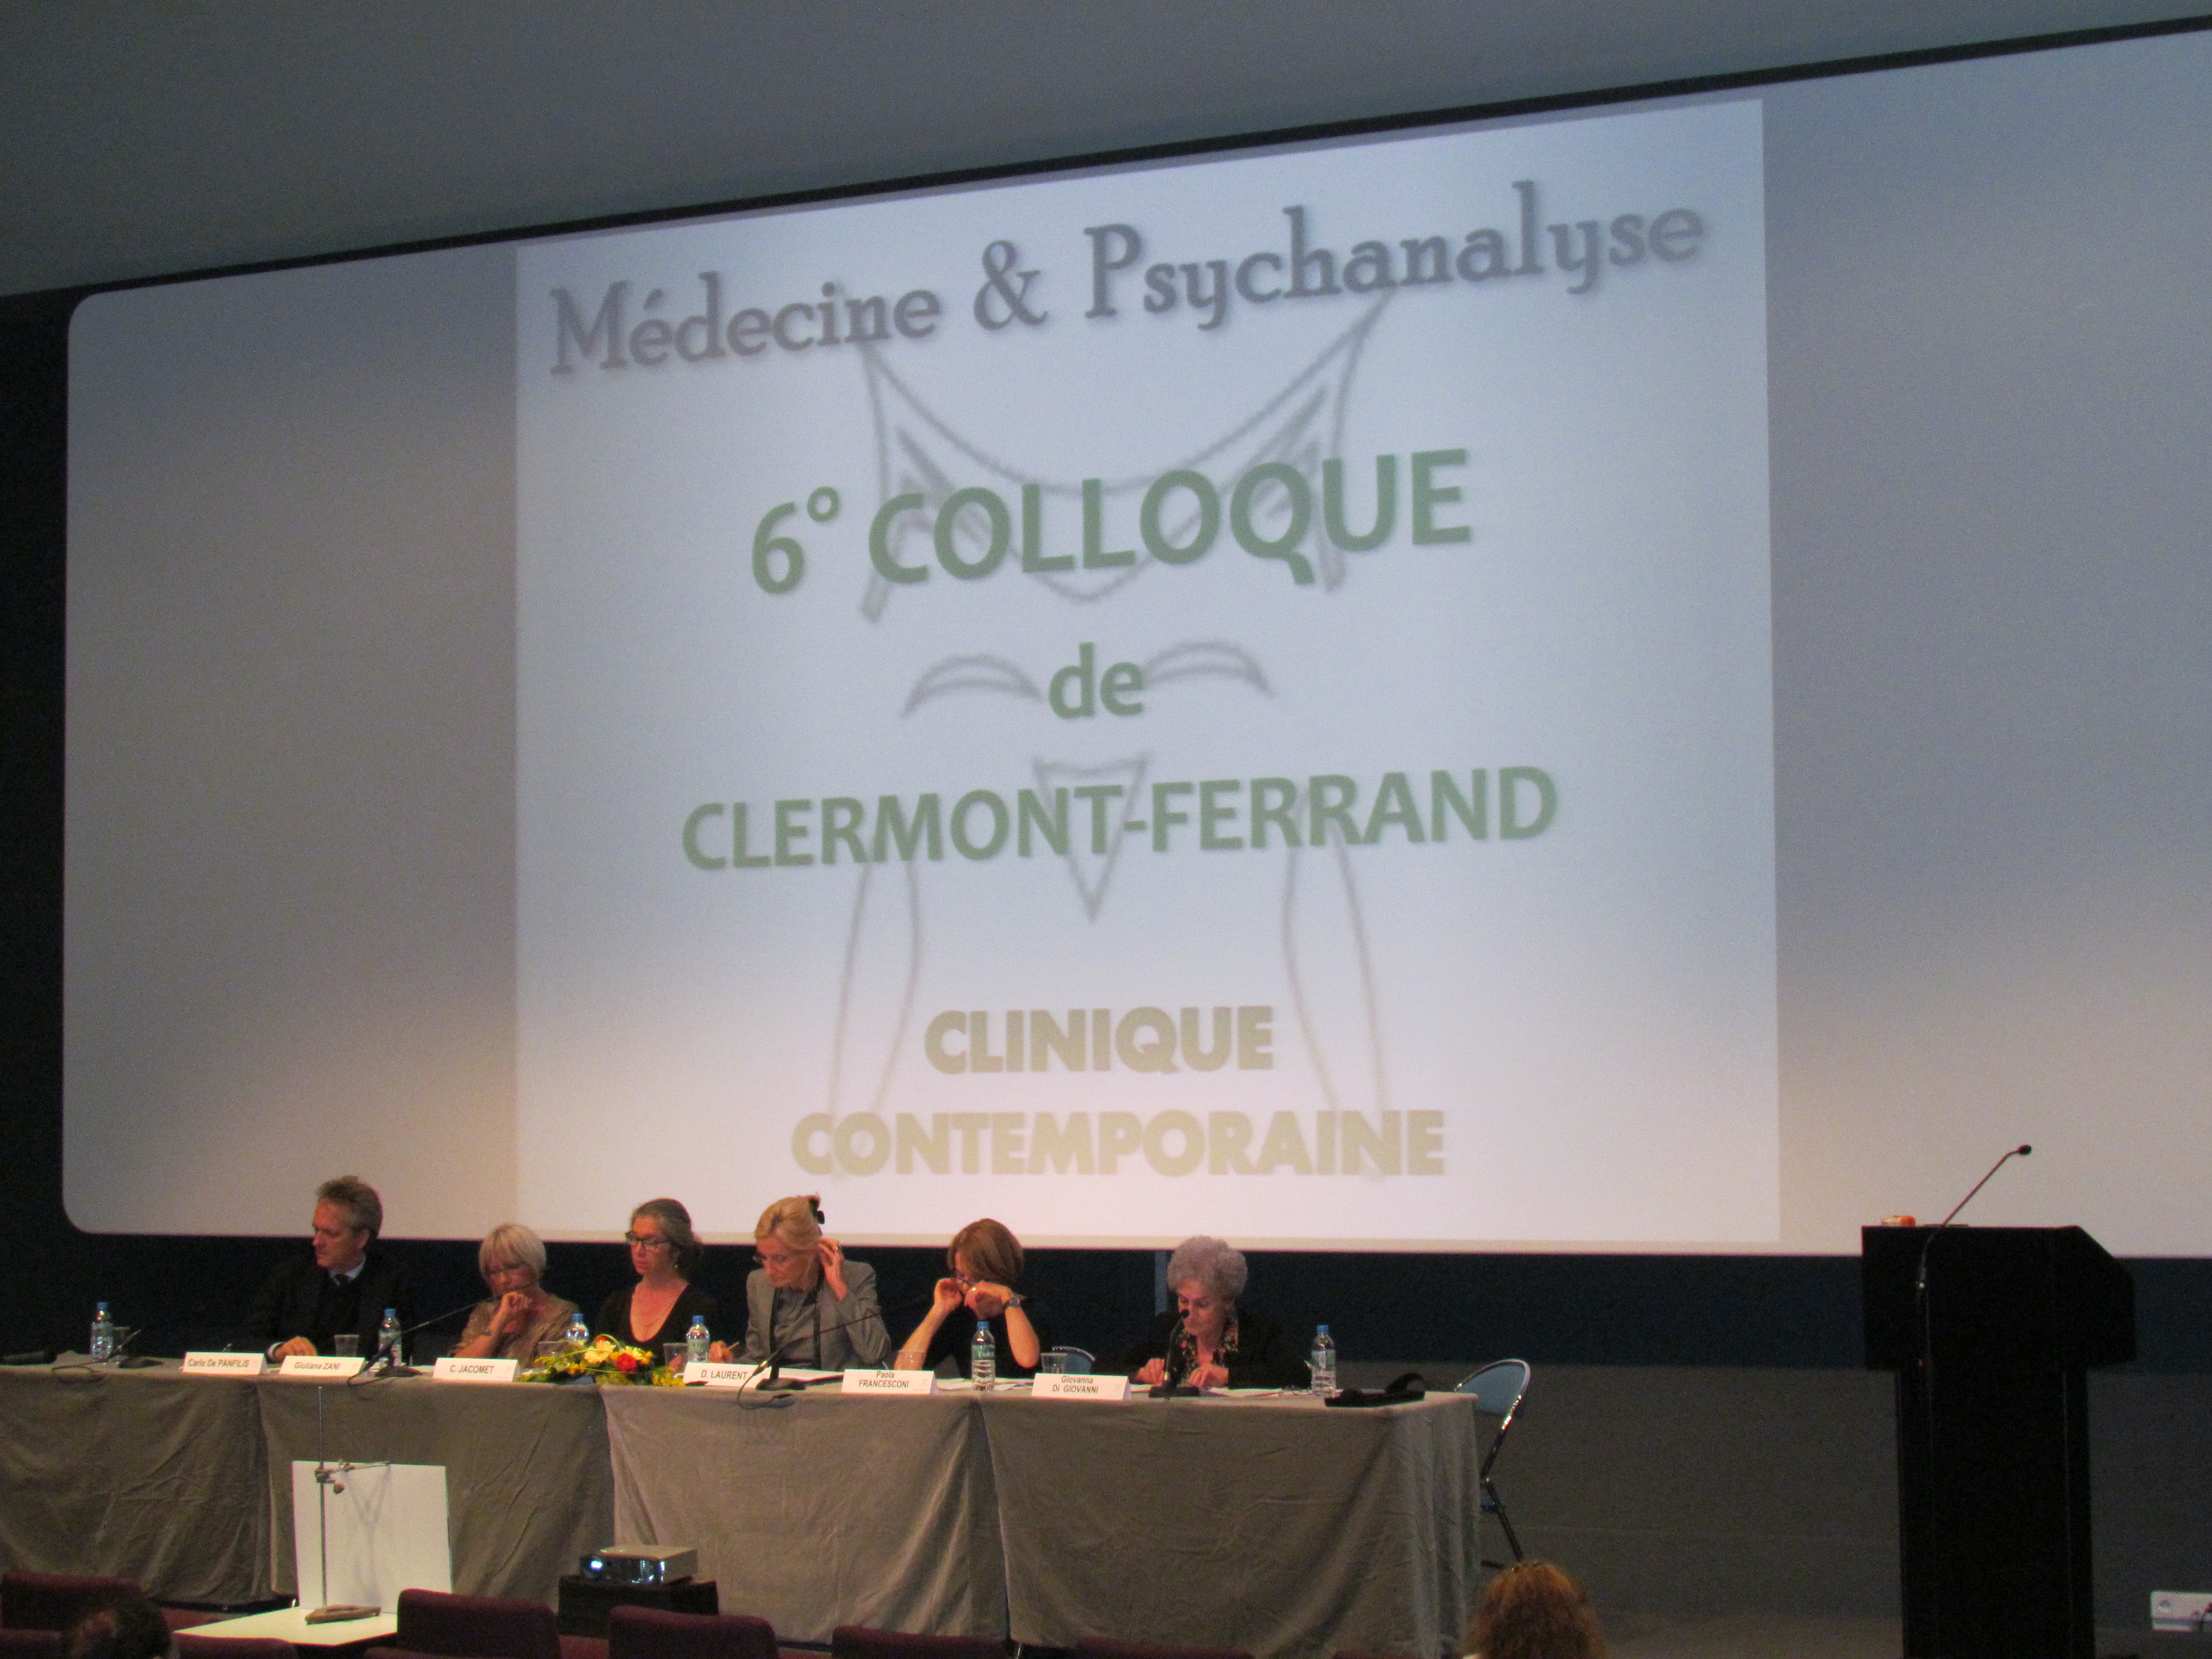 Médecine & Psychanalyse
6° COLLOQUE
de
CLERMONT-FERRAND
CLINIQUE
CONTEMPORAINE
Carlo De PANFILIS
Giuliana ZANI
C. JACOMET
D. LAURENT
Paola
FRANCESCONI
Giovanna
Di GIOVANNI